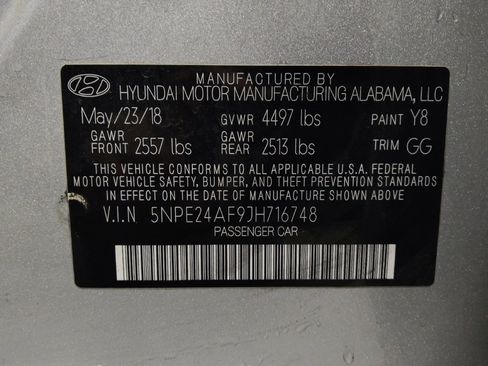 MANUFACTURED BY
HYUNDAI MOTOR MANUFACTURING ALABAMA, LLC
May/23/18 GVWR 4497 lbs PAINT Y8
GAWR FRONT 2557 lbs GAWR REAR 2513 lbs TRIM GG
THIS VEHICLE CONFORMS TO ALL APPLICABLE U.S.A. FEDERAL
MOTOR VEHICLE SAFETY, BUMPER, AND THEFT PREVENTION STANDARDS
IN EFFECT ON THE DATE OF MANUFACTURE SHOWN ABOVE.
V.I.N 5NPE24AF9JH716748
PASSENGER CAR